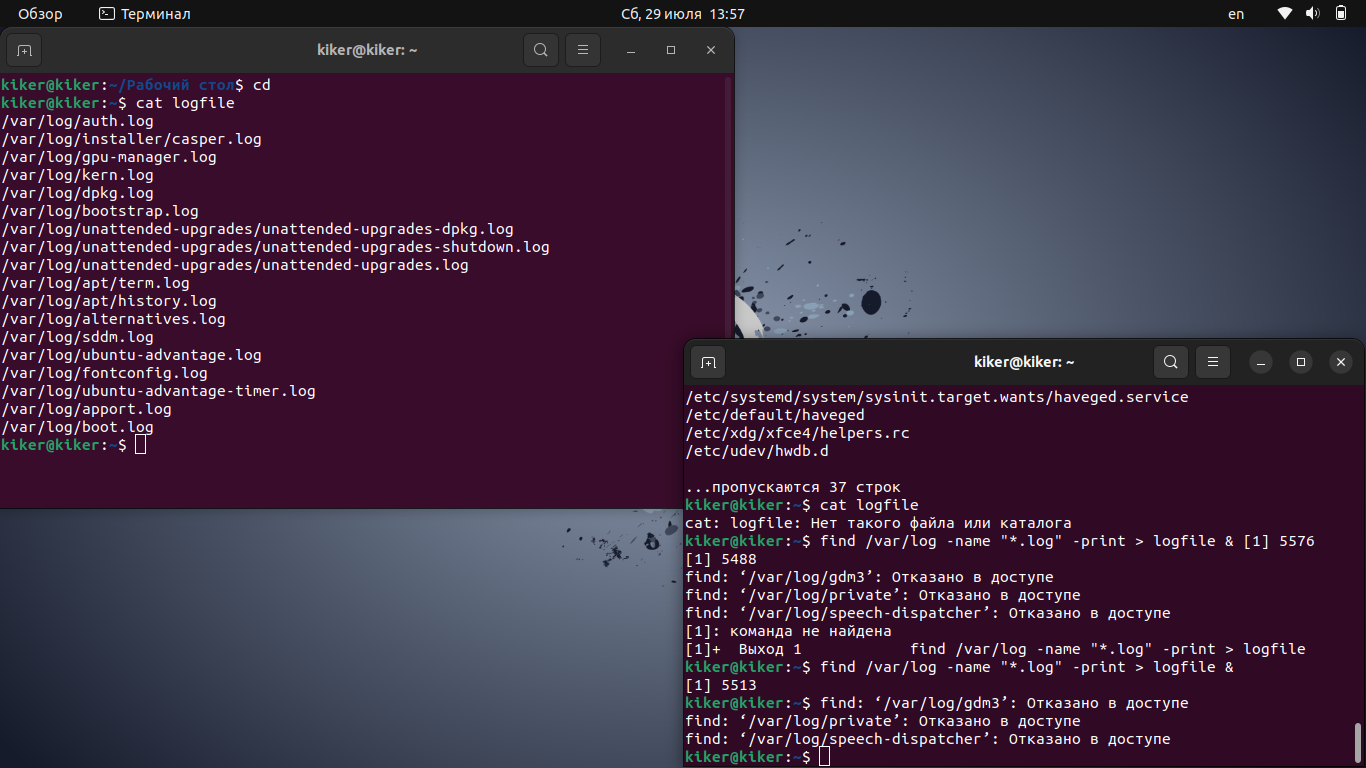 Обзор
Терминал
Сб, 29 июля 13:57
en
kiker@kiker: ~
kiker@kiker:~/Рабочий стол$ cd
kiker@kiker:~$ cat logfile
/var/log/auth.log
/var/log/installer/casper.log
/var/log/gpu-manager.log
/var/log/kern.log
/var/log/dpkg.log
/var/log/bootstrap.log
/var/log/unattended-upgrades/unattended-upgrades-dpkg.log
/var/log/unattended-upgrades/unattended-upgrades-shutdown.log
/var/log/unattended-upgrades/unattended-upgrades.log
/var/log/apt/term.log
/var/log/apt/history.log
/var/log/alternatives.log
/var/log/sddm.log
/var/log/ubuntu-advantage.log
/var/log/fontconfig.log
/var/log/ubuntu-advantage-timer.log
/var/log/apport.log
/var/log/boot.log
kiker@kiker:~$
kiker@kiker: ~
/etc/systemd/system/sysinit.target.wants/haveged.service
/etc/default/haveged
/etc/xdg/xfce4/helpers.rc
/etc/udev/hwdb.d
...пропускаются 37 строк
kiker@kiker:~$ cat logfile
cat: logfile: Нет такого файла или каталога
kiker@kiker:~$ find /var/log -name "*.log" -print > logfile & [1] 5576
[1] 5488
find: ‘/var/log/gdm3’: Отказано в доступе
find: ‘/var/log/private’: Отказано в доступе
find: ‘/var/log/speech-dispatcher’: Отказано в доступе
[1]: команда не найдена
[1]+  Выход 1            find /var/log -name "*.log" -print > logfile
kiker@kiker:~$ find /var/log -name "*.log" -print > logfile &
[1] 5513
kiker@kiker:~$ find: ‘/var/log/gdm3’: Отказано в доступе
find: ‘/var/log/private’: Отказано в доступе
find: ‘/var/log/speech-dispatcher’: Отказано в доступе
kiker@kiker:~$